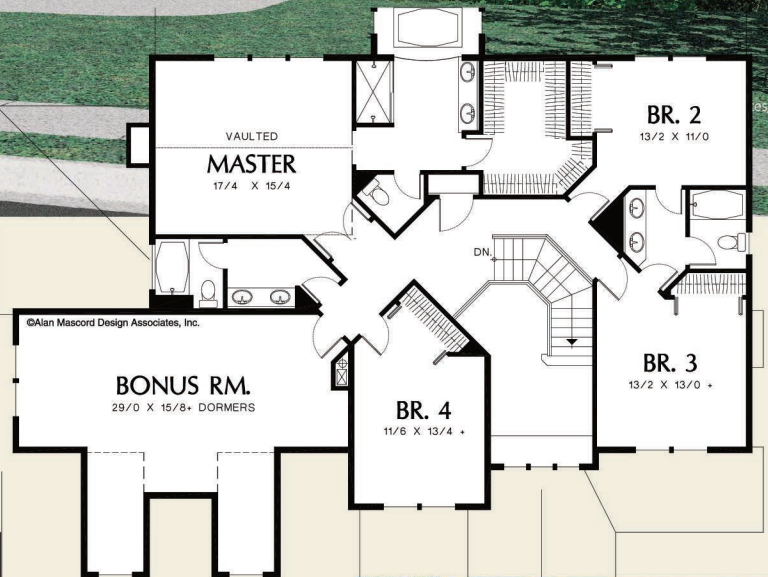 VAULTED
MASTER
17/4 X 15/4
BR. 2
13/2 X 11/0
DN.
©Alan Mascord Design Associates, Inc.
BONUS RM.
29/0 X 15/8+ DORMERS
BR. 4
11/6 X 13/4 +
BR. 3
13/2 X 13/0 +